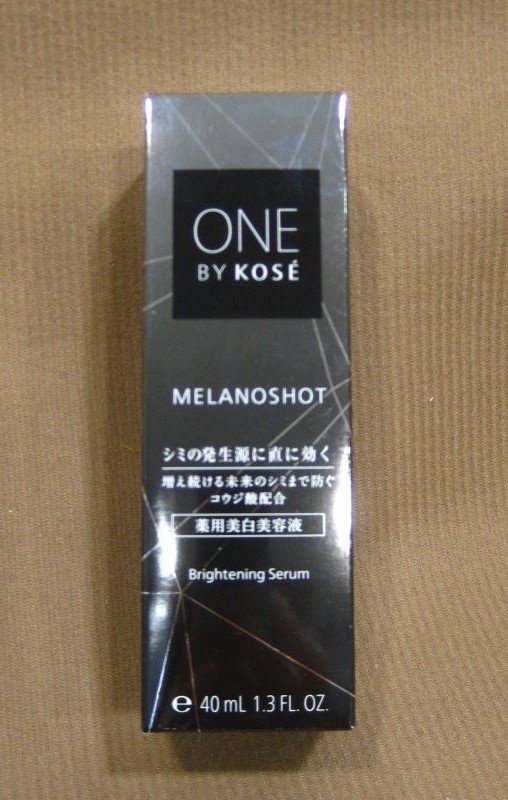 ONE
BY KOSÉ
MELANOSHOT
シミの発生源に直に効く
増え続ける未来のシミまで防ぐ
コウジ酸配合
薬用美白美容液
Brightening Serum
℮ 40 mL 1.3 FL. OZ.